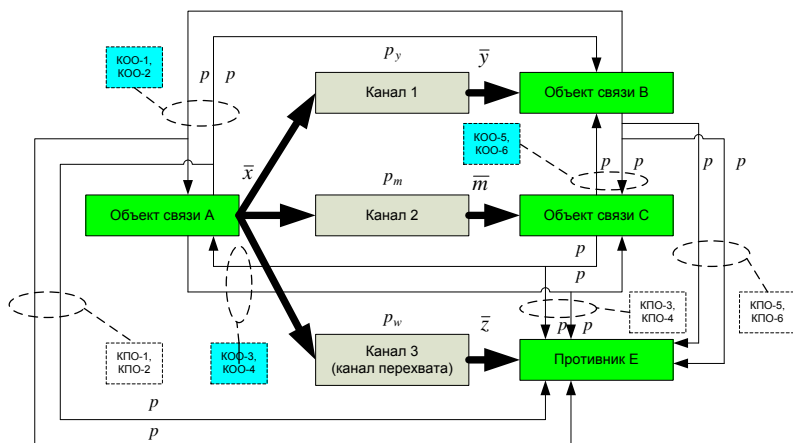 КОО-1,
КОО-2
p p
p_y
y̅
Канал 1
Объект связи B
x̅
КОО-5,
КОО-6
p p
p p
p_m
m̅
Объект связи А
Канал 2
Объект связи С
p
p
КПО-1,
КПО-2
КОО-3,
КОО-4
p_w
z̅
Канал 3
(канал перехвата)
p p
КПО-3,
КПО-4
КПО-5,
КПО-6
Противник Е
p
p